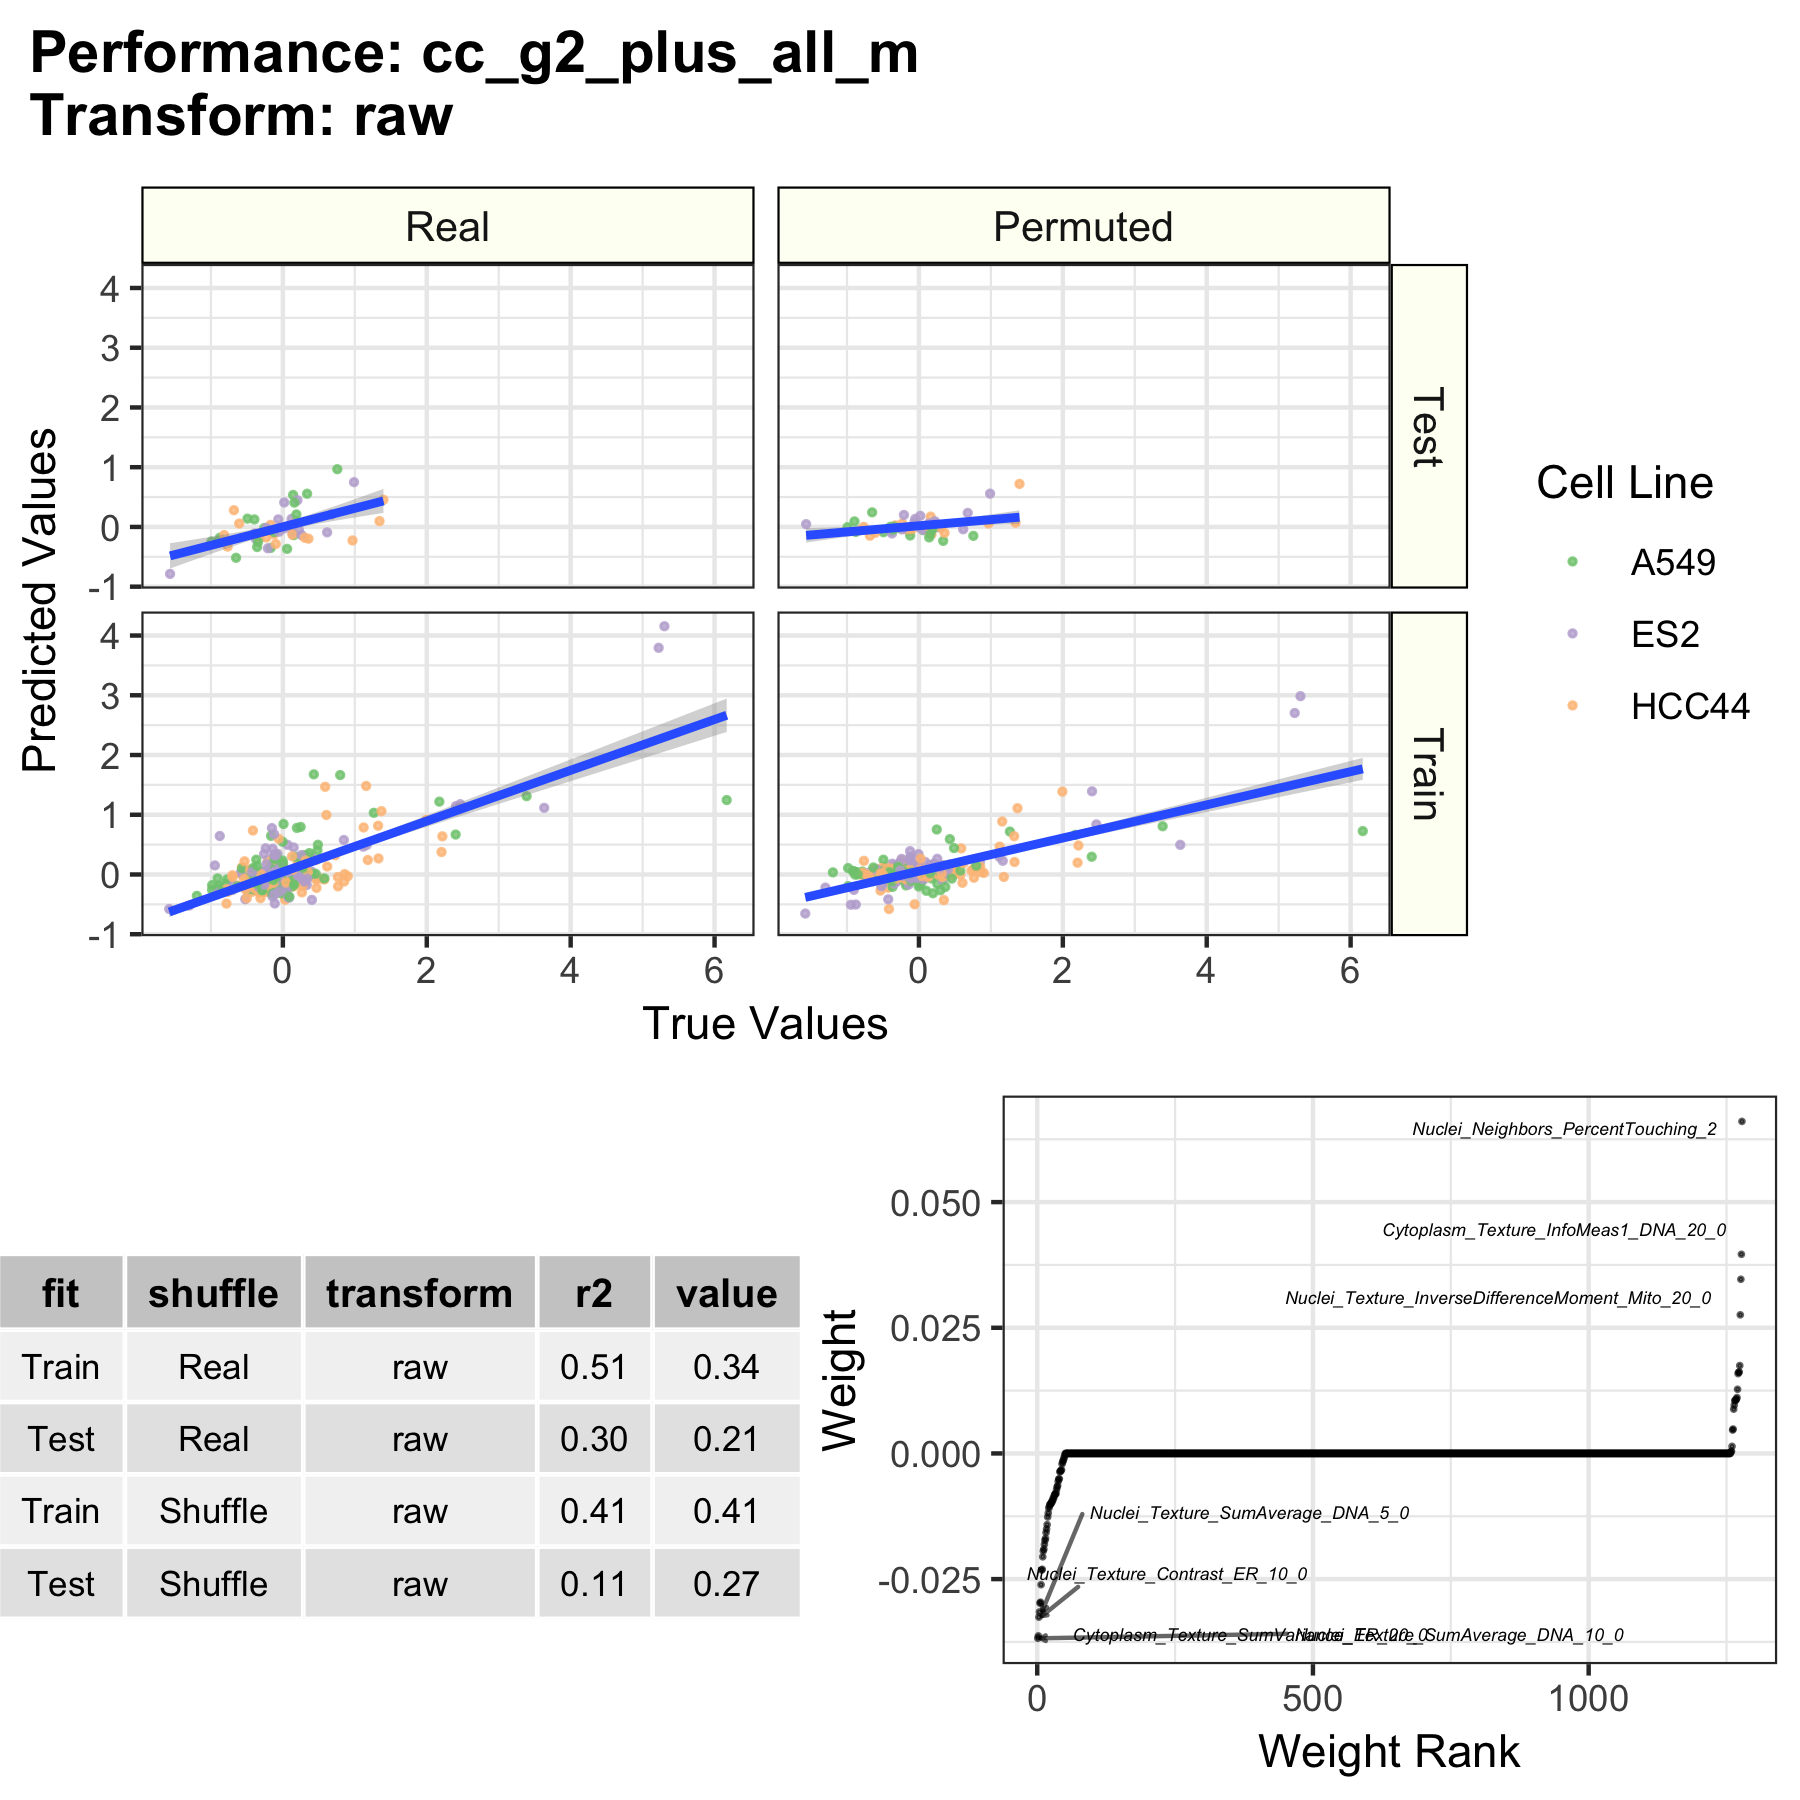 Performance: cc_g2_plus_all_m
Transform: raw
Real
Permuted
4
3
2
1
0
-1
Test
4
3
2
1
0
-1
Train
0
2
4
6
0
2
4
6
Predicted Values
True Values
Cell Line
A549
ES2
HCC44
fit shuffle transform r2 value
Train Real raw 0.51 0.34
Test Real raw 0.30 0.21
Train Shuffle raw 0.41 0.41
Test Shuffle raw 0.11 0.27
Weight
0.050
0.025
0.000
-0.025
Nuclei_Neighbors_PercentTouching_2
Cytoplasm_Texture_InfoMeas1_DNA_20_0
Nuclei_Texture_InverseDifferenceMoment_Mito_20_0
Nuclei_Texture_SumAverage_DNA_5_0
Nuclei_Texture_Contrast_ER_10_0
Cytoplasm_Texture_SumVariance_ER_20_0
Nuclei_Texture_SumAverage_DNA_10_0
0
500
1000
Weight Rank